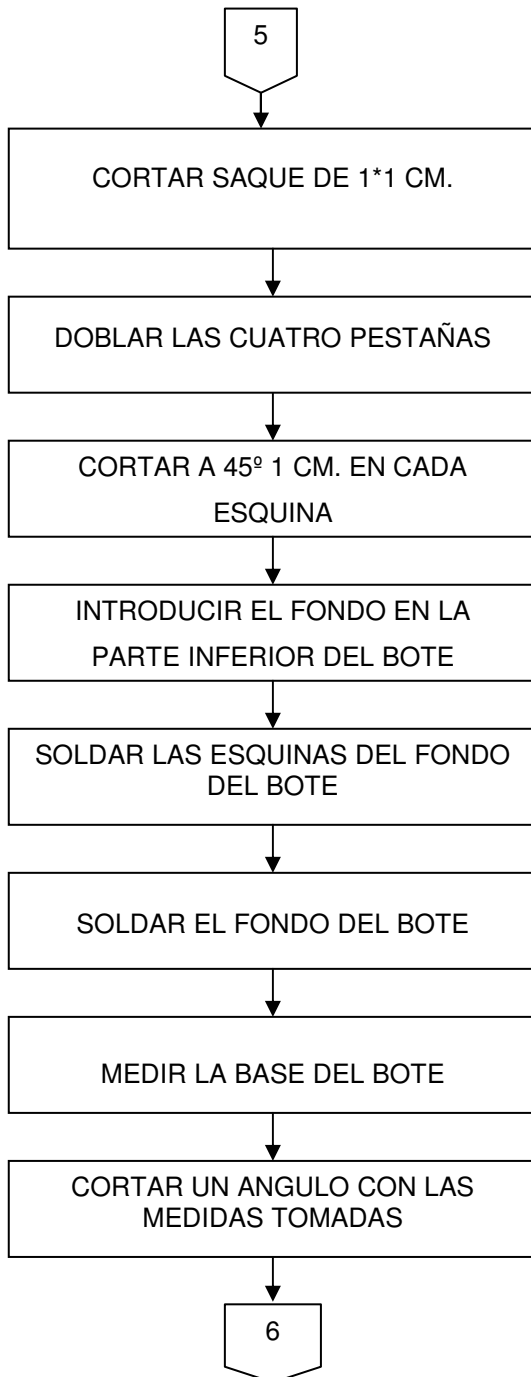 5
CORTAR SAQUE DE 1*1 CM.
DOBLAR LAS CUATRO PESTAÑAS
CORTAR A 45º 1 CM. EN CADA
ESQUINA
INTRODUCIR EL FONDO EN LA
PARTE INFERIOR DEL BOTE
SOLDAR LAS ESQUINAS DEL FONDO
DEL BOTE
SOLDAR EL FONDO DEL BOTE
MEDIR LA BASE DEL BOTE
CORTAR UN ANGULO CON LAS
MEDIDAS TOMADAS
6